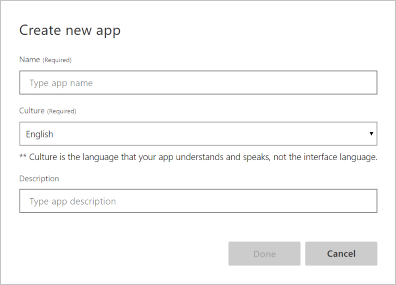 Create new app
Name (Required)
Type app name
Culture (Required)
English
** Culture is the language that your app understands and speaks, not the interface language.
Description
Type app description
Done Cancel